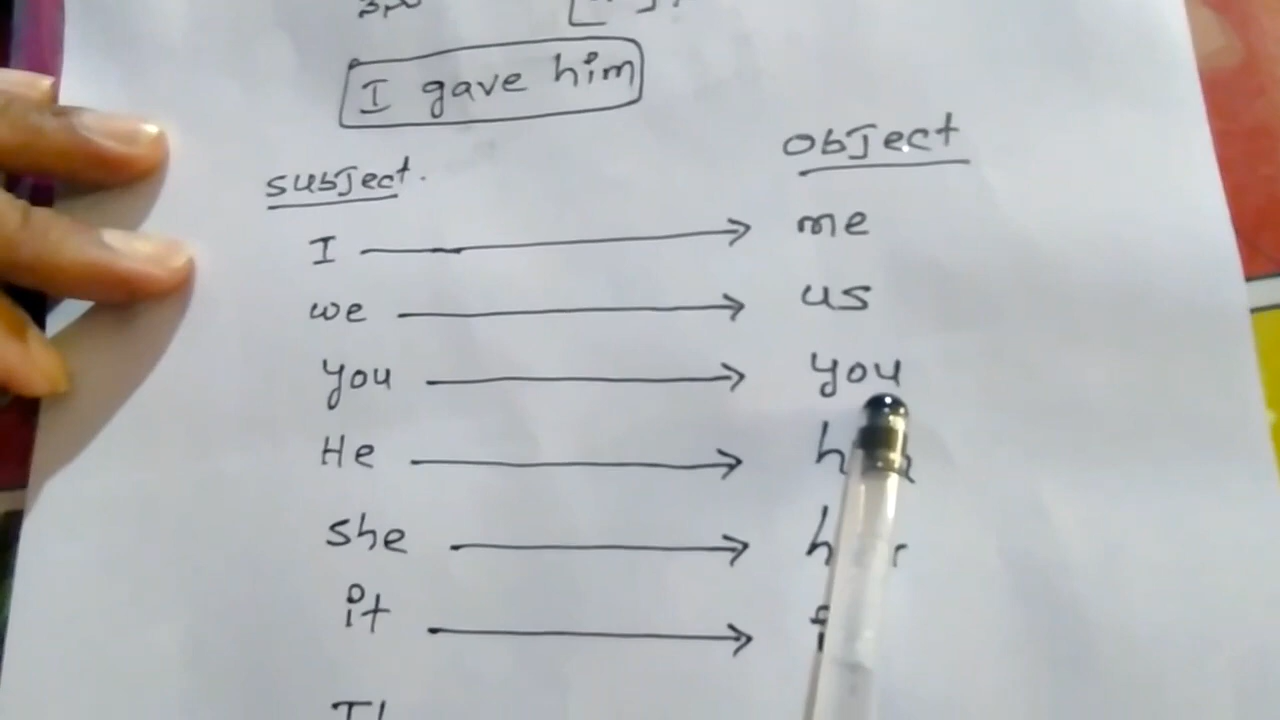 I gave him
subject.
object
I → me
we → us
you → you
He →
she →
it →